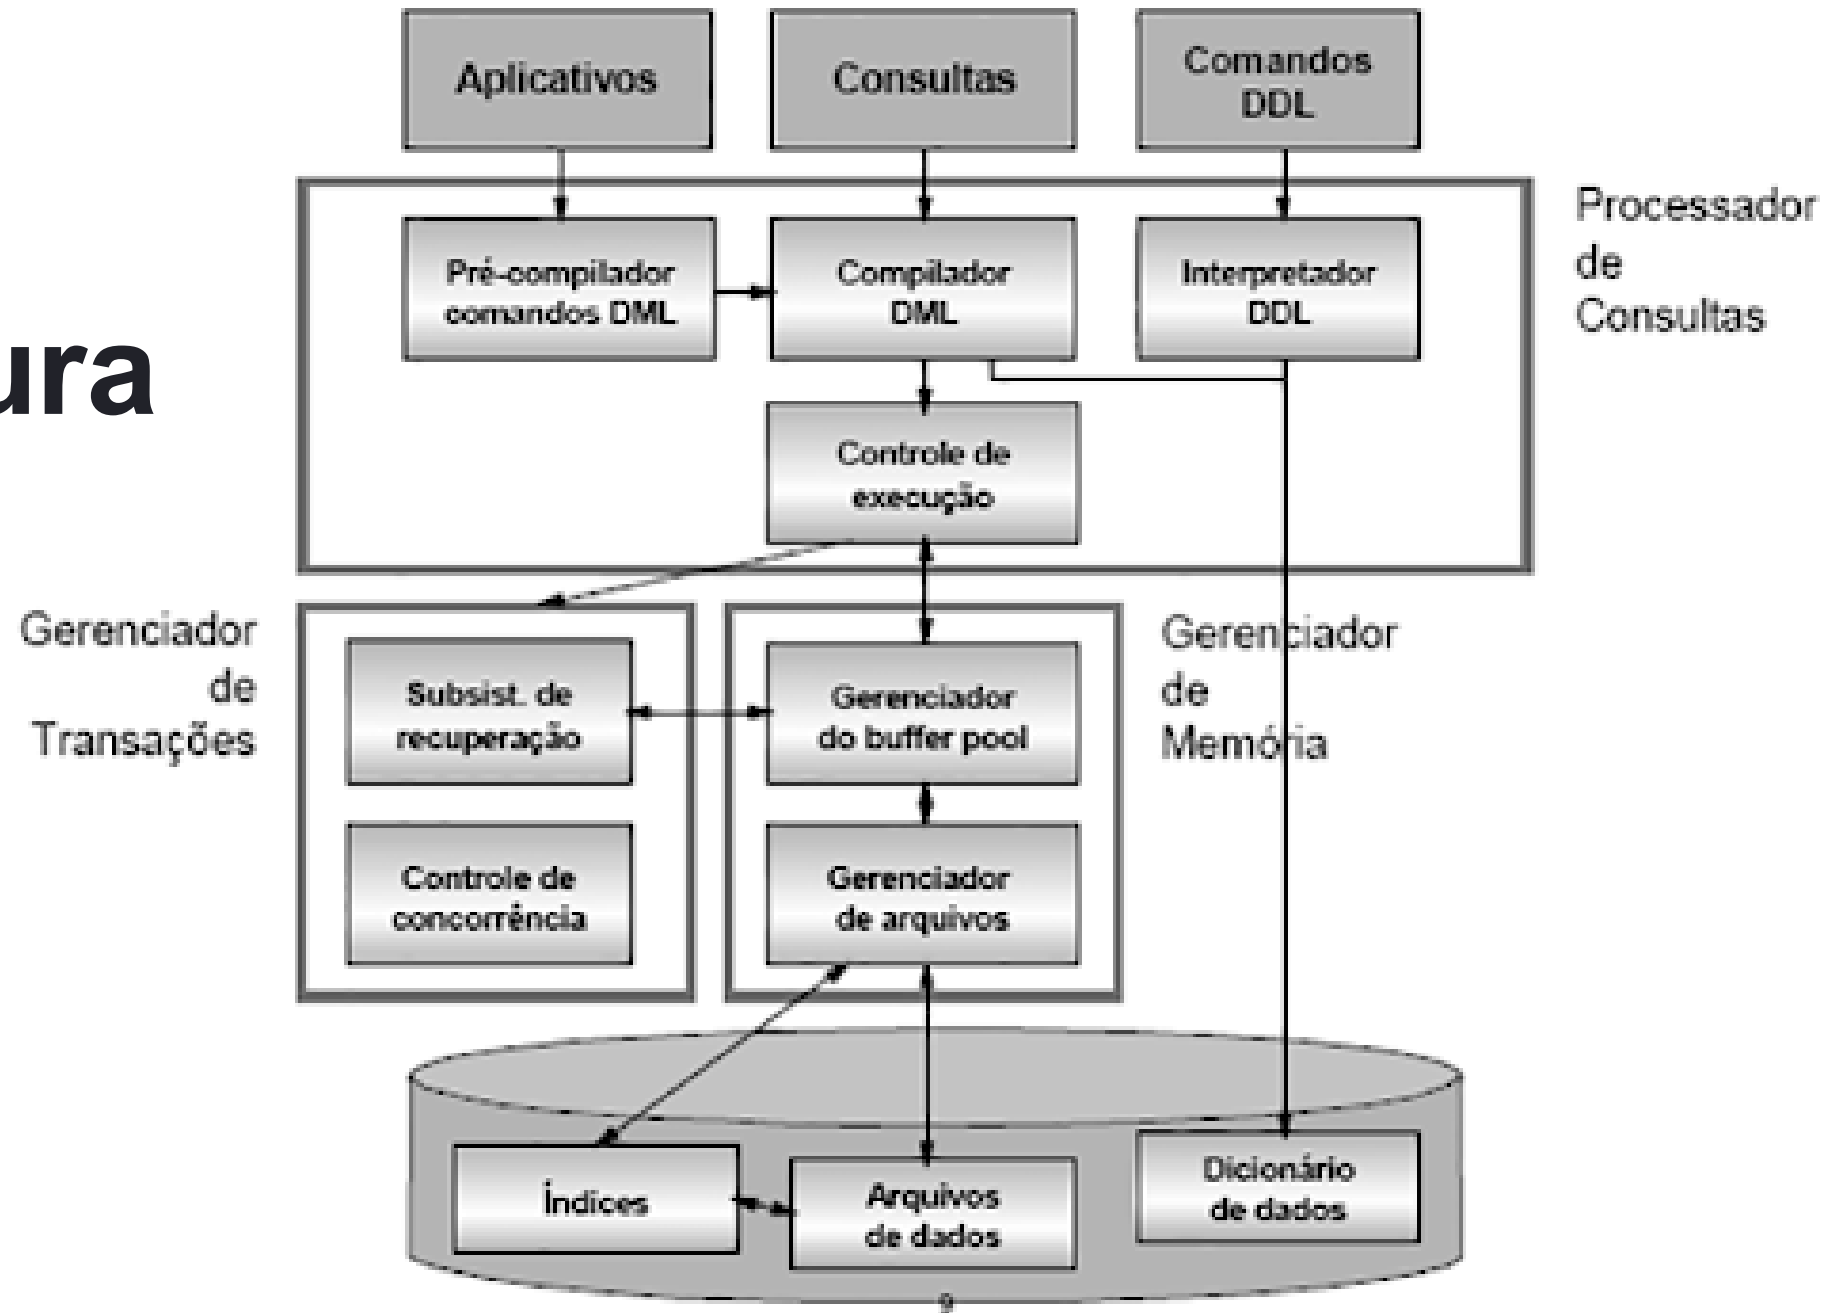 Aplicativos
Consultas
Comandos
DDL
Processador
de
Consultas
Pré-compilador
comandos DML
Compilador
DML
Interpretador
DDL
ura
Controle de
execução
Gerenciador
de
Transações
Subsist. de
recuperação
Gerenciador
do buffer pool
Gerenciador
de
Memória
Controle de
concorrência
Gerenciador
de arquivos
Índices
Arquivos
de dados
Dicionário
de dados
9